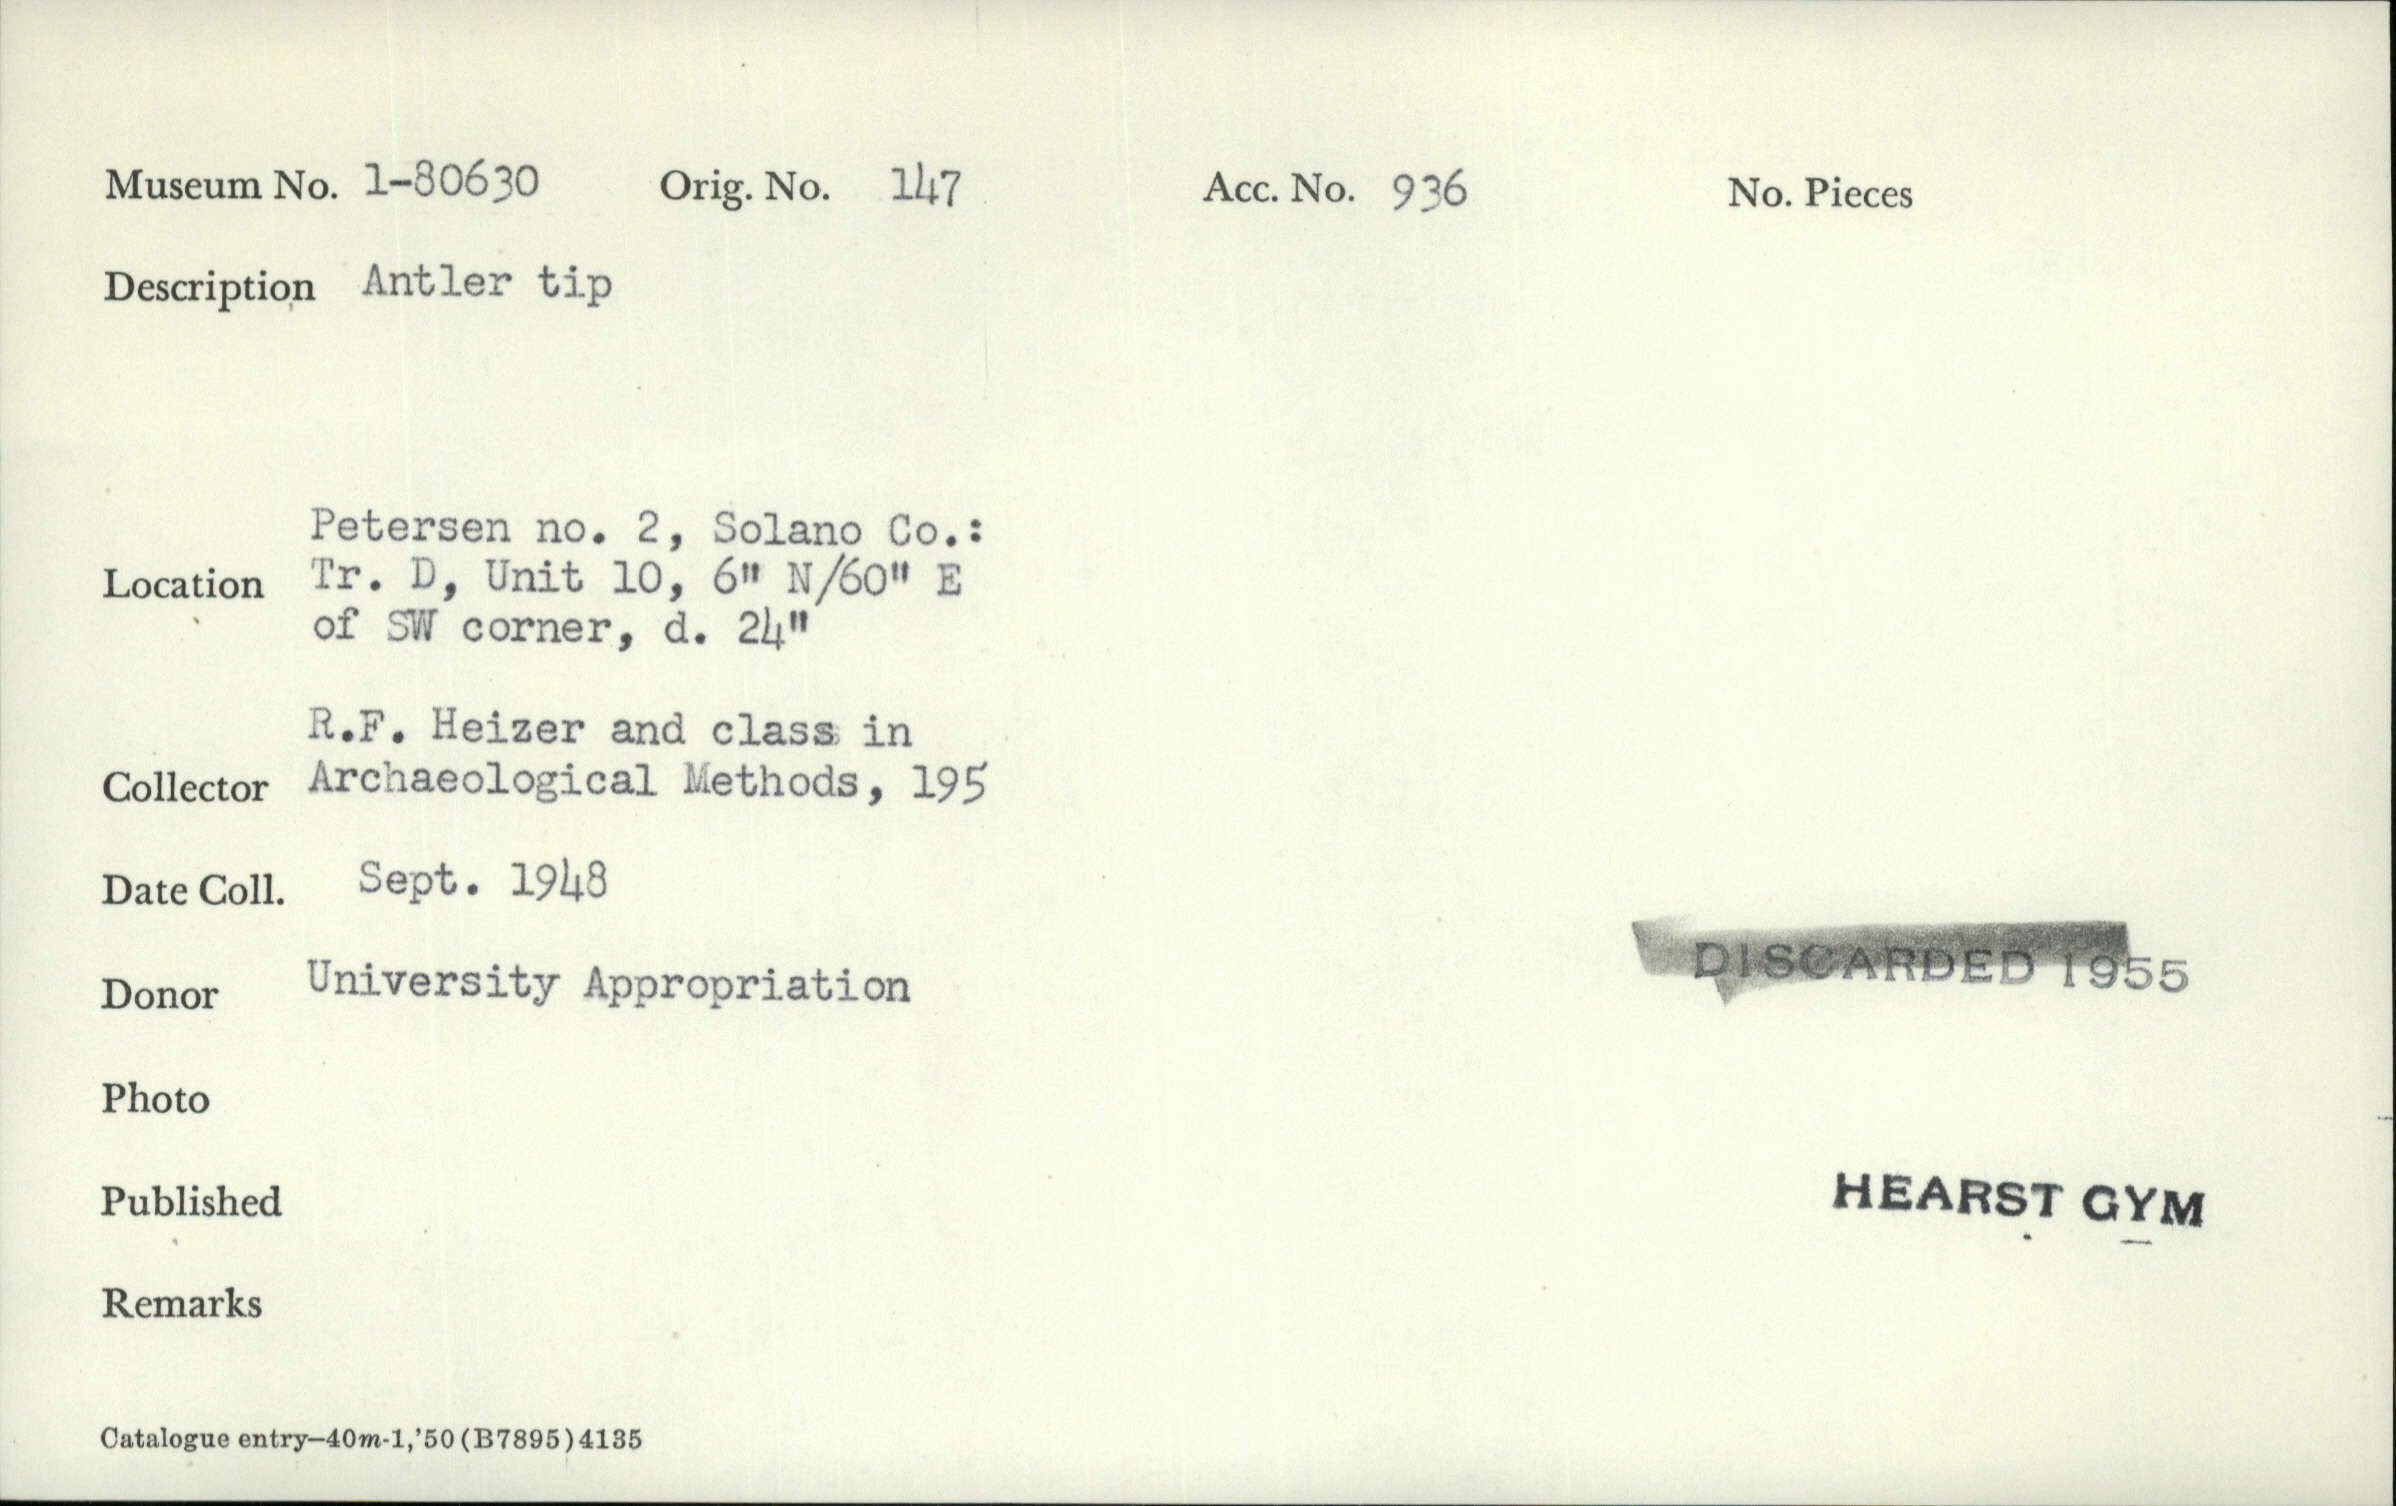 Museum No. 1-80630 Orig. No. 147 Acc. No. 936 No. Pieces
Description Antler tip
Petersen no. 2, Solano Co.:
Location Tr. D, Unit 10, 6" N/60" E
of SW corner, d. 24"
R.F. Heizer and class in
Collector Archaeological Methods, 195
Date Coll. Sept. 1948
Donor University Appropriation
DISCARDED 1955
Photo
Published
HEARST GYM
Remarks
Catalogue entry—40m-1,'50(B7895)4135